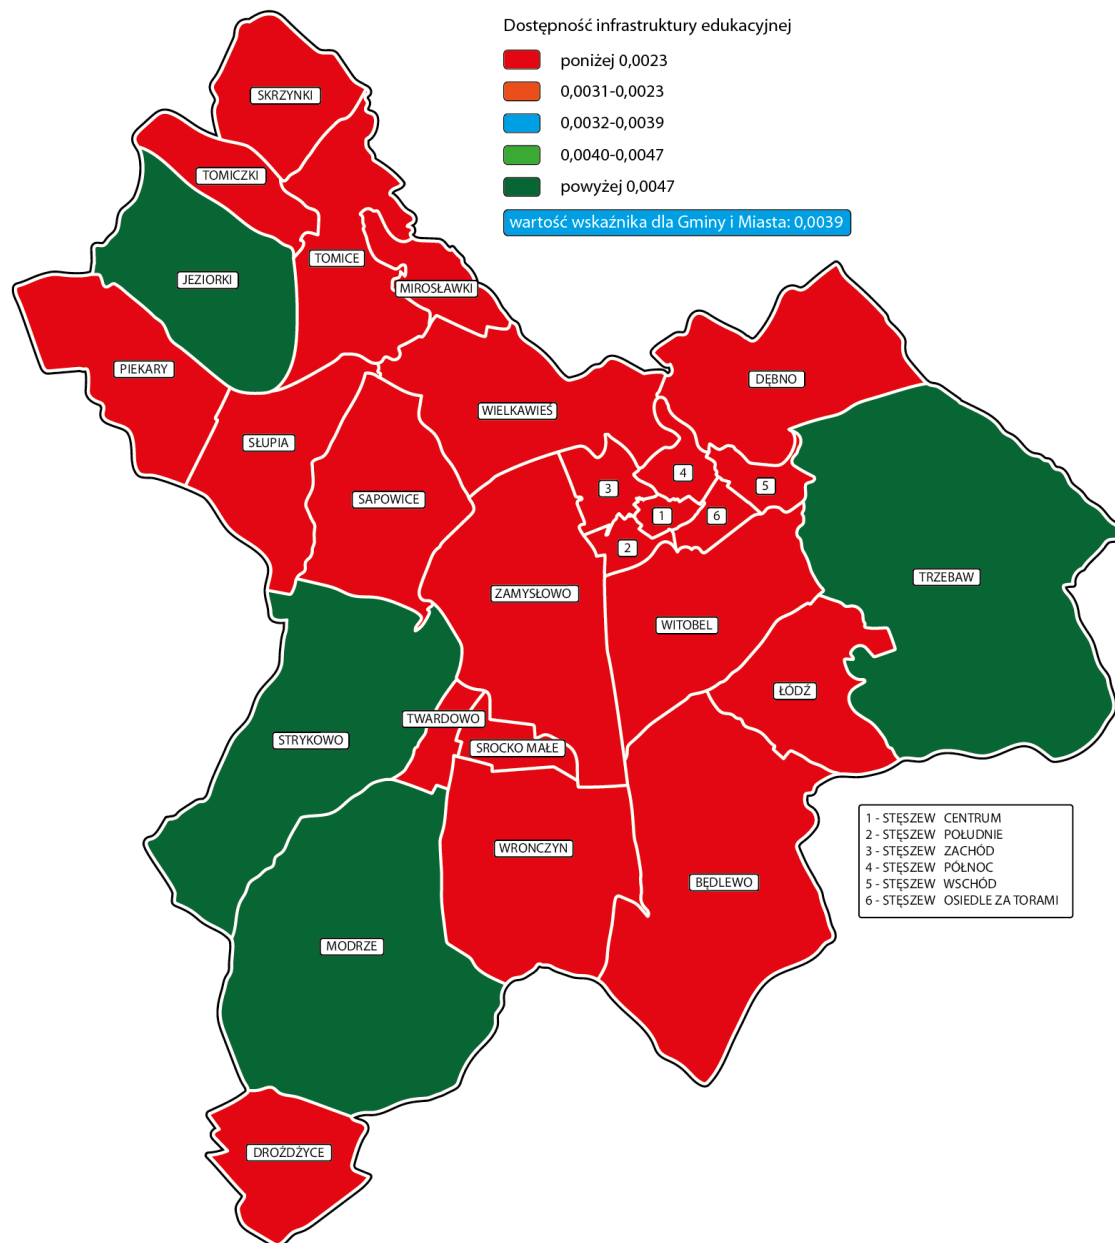 Dostępność infrastruktury edukacyjnej
poniżej 0,0023
0,0031-0,0023
0,0032-0,0039
0,0040-0,0047
powyżej 0,0047
wartość wskaźnika dla Gminy i Miasta: 0,0039
SKRZYNKI
TOMICZKI
TOMICE
JEZIORKI
MIROSŁAWKI
PIEKARY
DĘBNO
WIELKAWIEŚ
SŁUPIA
4
5
3
SAPOWICE
1
6
2
TRZEBAW
ZAMYSŁOWO
WITOBEL
ŁÓDŹ
TWARDOWO
STRYKOWO
SROCKO MAŁE
1 - STĘSZEW CENTRUM
2 - STĘSZEW POŁUDNIE
3 - STĘSZEW ZACHÓD
4 - STĘSZEW PÓŁNOC
5 - STĘSZEW WSCHÓD
6 - STĘSZEW OSIEDLE ZA TORAMI
WRONCZYN
BĘDLEWO
MODRZE
DROŻDŻYCE